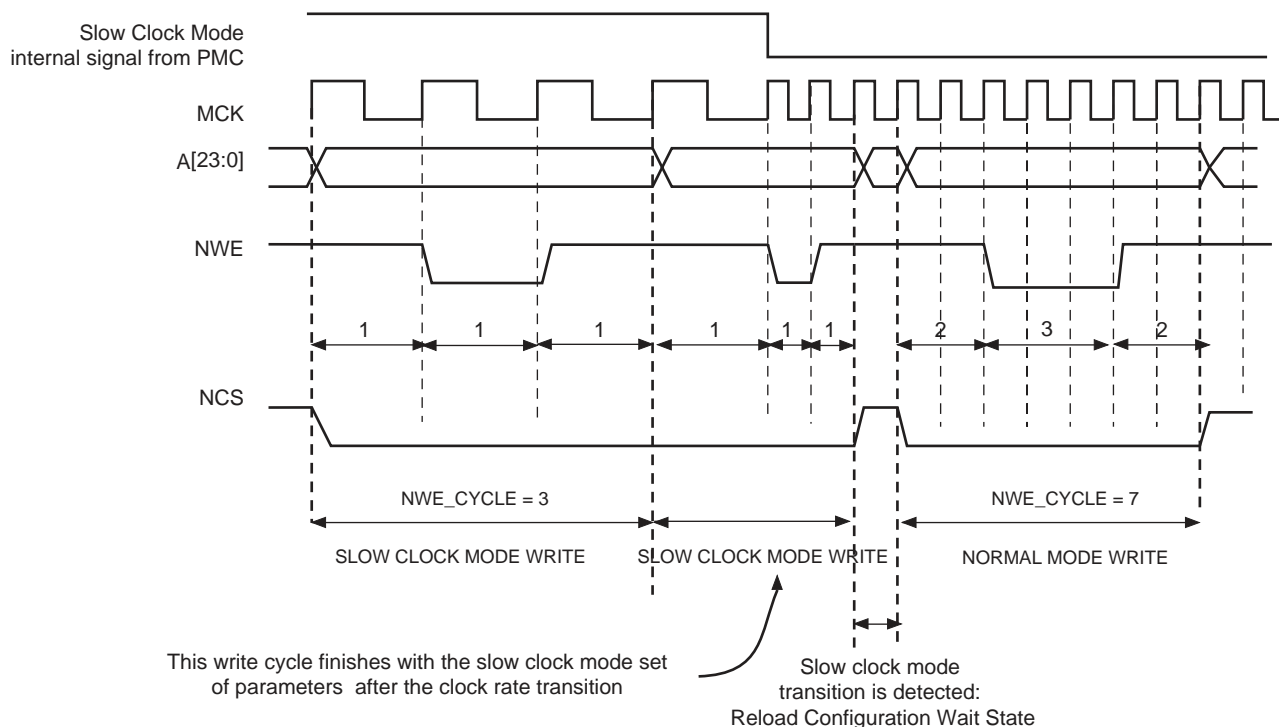 Slow Clock Mode
internal signal from PMC
MCK
A[23:0]
NWE
1 1 1 1 1 1 2 3 2
NCS
NWE_CYCLE = 3 NWE_CYCLE = 7
SLOW CLOCK MODE WRITE SLOW CLOCK MODE WRITE NORMAL MODE WRITE
This write cycle finishes with the slow clock mode set
of parameters after the clock rate transition
Slow clock mode
transition is detected:
Reload Configuration Wait State